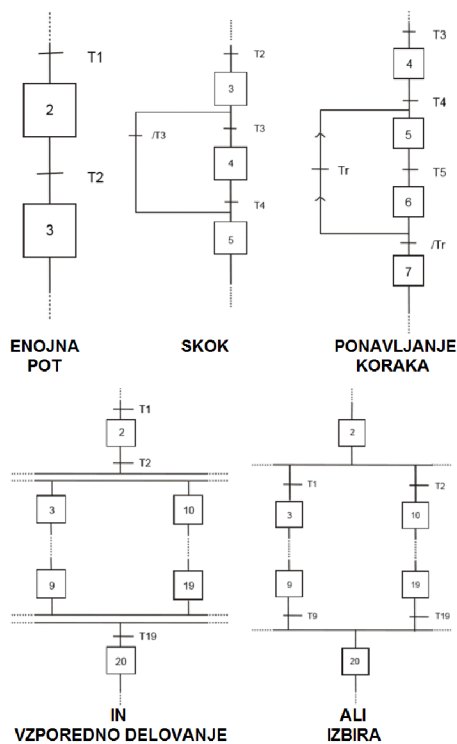 T1
2
T2
3
ENOJNA
POT
T2
3
/T3
T3
4
T4
5
SKOK
T3
4
T4
5
Tr
T5
6
/Tr
7
PONAVLJANJE
KORAKA
T1
2
T2
3
10
9
19
T19
20
IN
VZPOREDNO DELOVANJE
2
T1
T2
3
10
9
19
T9
T19
20
ALI
IZBIRA